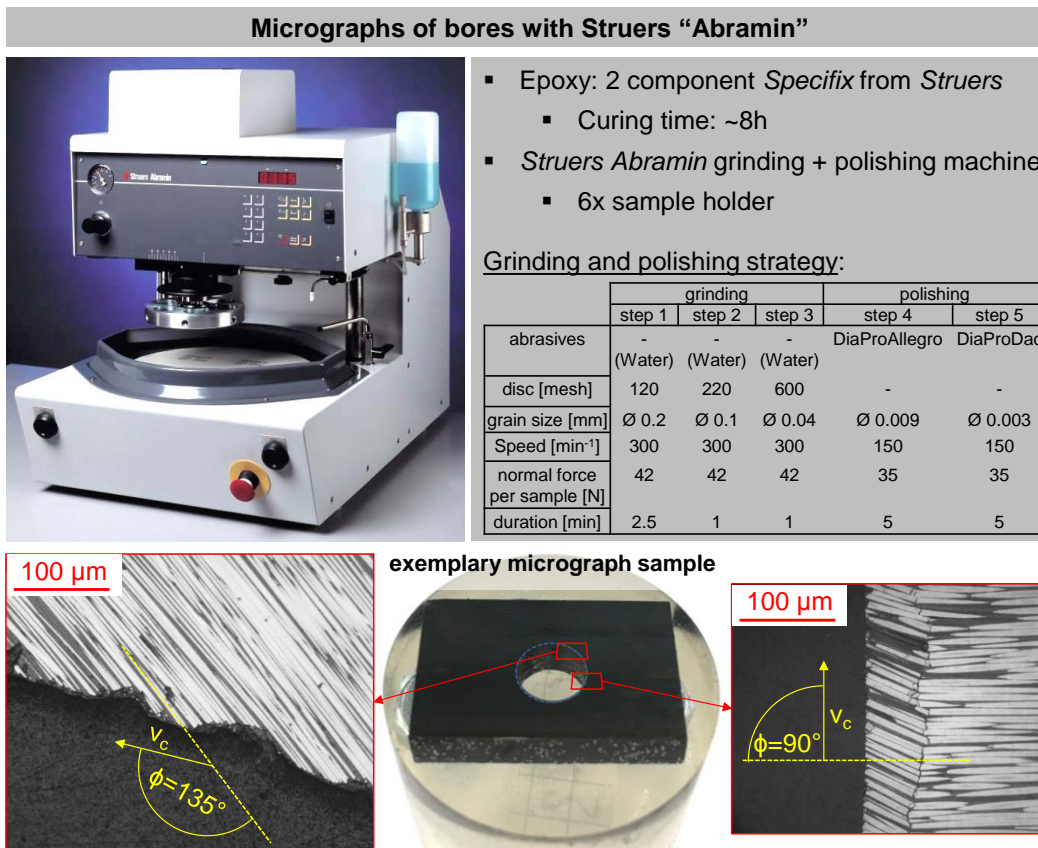 Micrographs of bores with Struers “Abramin”
Struers Abramin
▪ Epoxy: 2 component Specifix from Struers
▪ Curing time: ~8h
▪ Struers Abramin grinding + polishing machine
▪ 6x sample holder
Grinding and polishing strategy:
grinding polishing
step 1 step 2 step 3 step 4 step 5
abrasives - - - DiaProAllegro DiaProDac
(Water) (Water) (Water)
disc [mesh] 120 220 600 - -
grain size [mm] Ø 0.2 Ø 0.1 Ø 0.04 Ø 0.009 Ø 0.003
Speed [min-1] 300 300 300 150 150
normal force
per sample [N] 42 42 42 35 35
duration [min] 2.5 1 1 5 5
exemplary micrograph sample
100 µm
vc
ϕ=135°
100 µm
vc
ϕ=90°